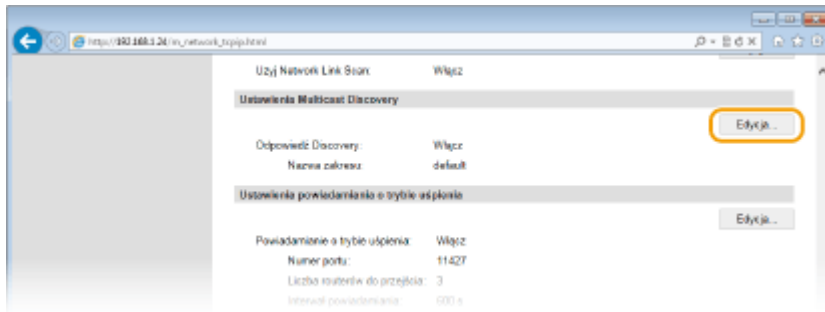 http://192.168.1.24/m_network_tcpip.html
Użyj Network Link Scan: Włącz
Ustawienia Multicast Discovery
Edycja...
Odpowiedź Discovery: Włącz
Nazwa zakresu: default
Ustawienia powiadamiania o trybie uśpienia
Edycja...
Powiadamianie o trybie uśpienia: Włącz
Numer portu: 11427
Liczba routerów do przejścia: 3
Interwał powiadamiania: 600 s